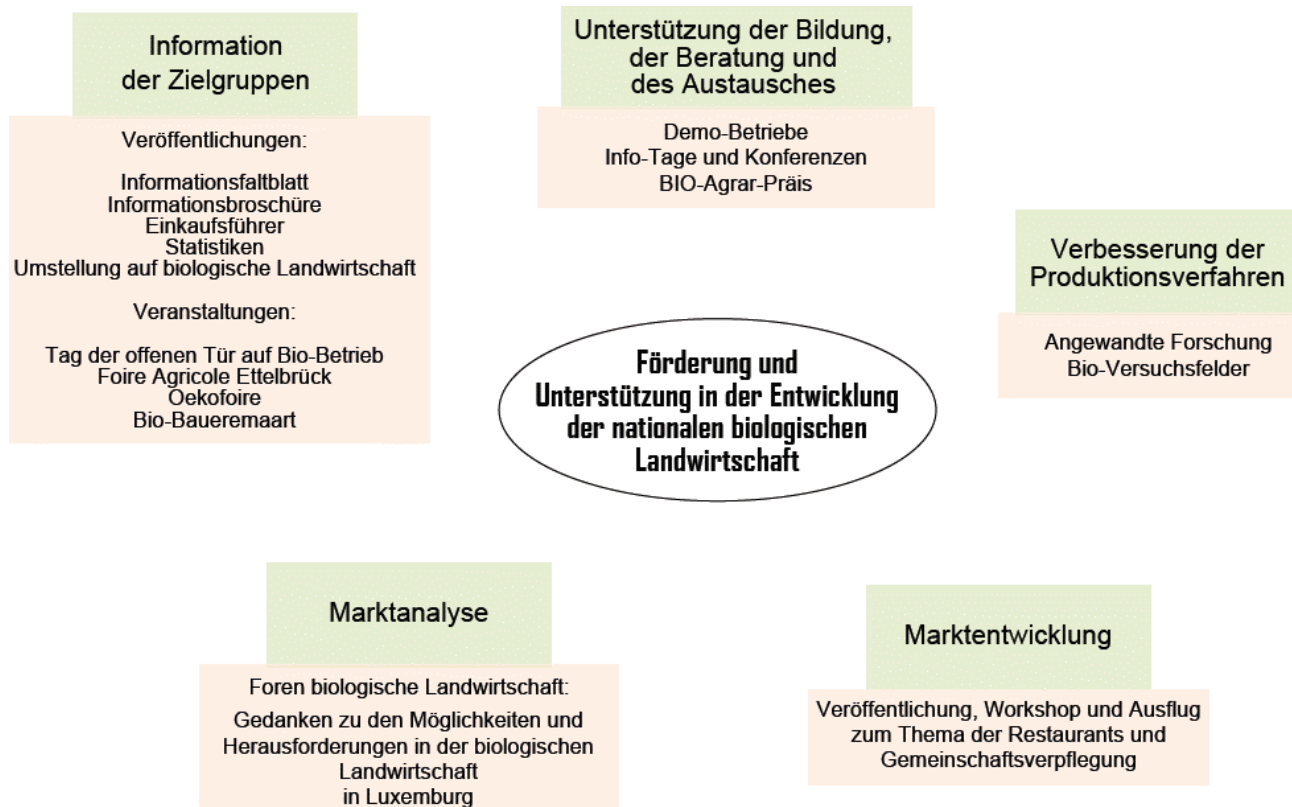 Information
der Zielgruppen
Veröffentlichungen:
Informationsfaltblatt
Informationsbroschüre
Einkaufsführer
Statistiken
Umstellung auf biologische Landwirtschaft
Veranstaltungen:
Tag der offenen Tür auf Bio-Betrieb
Foire Agricole Ettelbrück
Oekofoire
Bio-Baueremaart
Unterstützung der Bildung,
der Beratung und
des Austausches
Demo-Betriebe
Info-Tage und Konferenzen
BIO-Agrar-Präis
Verbesserung der
Produktionsverfahren
Angewandte Forschung
Bio-Versuchsfelder
Förderung und
Unterstützung in der Entwicklung
der nationalen biologischen
Landwirtschaft
Marktanalyse
Foren biologische Landwirtschaft:
Gedanken zu den Möglichkeiten und
Herausforderungen in der biologischen
Landwirtschaft
in Luxemburg
Marktentwicklung
Veröffentlichung, Workshop und Ausflug
zum Thema der Restaurants und
Gemeinschaftsverpflegung